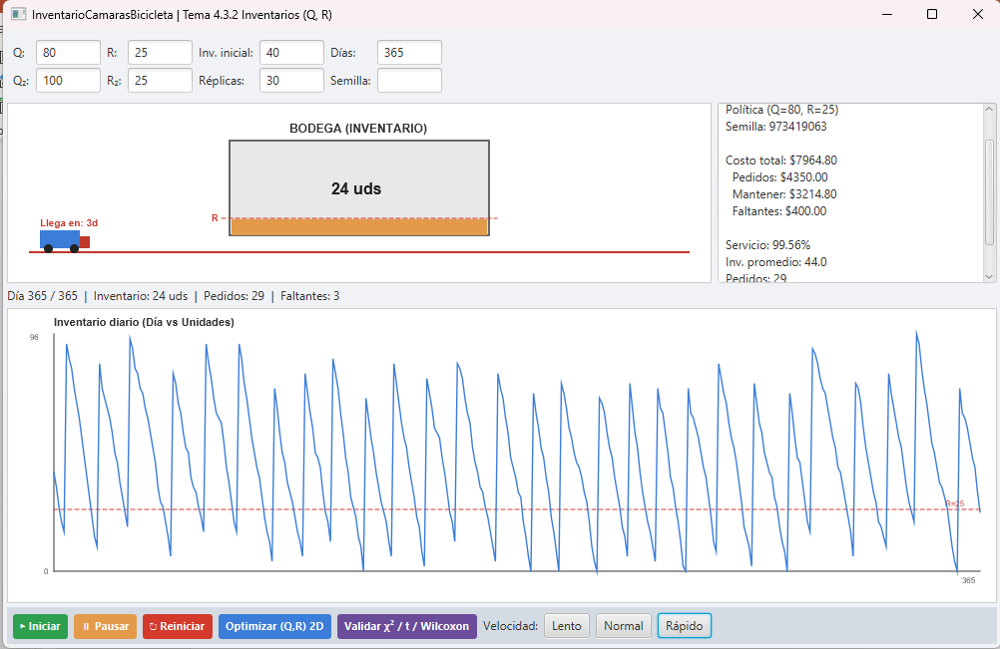 InventarioCamarasBicicleta | Tema 4.3.2 Inventarios (Q, R)
Q: 80 R: 25 Inv. inicial: 40 Días: 365
Q₂: 100 R₂: 25 Réplicas: 30 Semilla:
BODEGA (INVENTARIO)
24 uds
R
Llega en: 3d
Política (Q=80, R=25)
Semilla: 973419063
Costo total: $7964.80
Pedidos: $4350.00
Mantener: $3214.80
Faltantes: $400.00
Servicio: 99.56%
Inv. promedio: 44.0
Pedidos: 29
Día 365 / 365 | Inventario: 24 uds | Pedidos: 29 | Faltantes: 3
Inventario diario (Día vs Unidades)
96
R=25
0
365
Iniciar Pausar Reiniciar Optimizar (Q,R) 2D Validar χ² / t / Wilcoxon Velocidad: Lento Normal Rápido